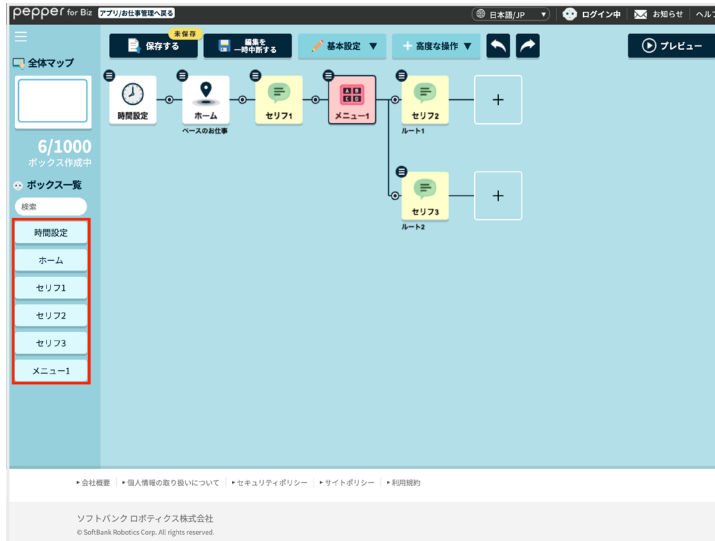 pepper for Biz アプリ/お仕事管理へ戻る 日本語/JP ▼ ログイン中 お知らせ ヘル
未保存
保存する 編集を一時中断する 基本設定 ▼ + 高度な操作 ▼ プレビュー
全体マップ
時間設定 ホーム セリフ1 メニュー1 セリフ2
ベースのお仕事 ルート1
6/1000
ボックス作成中
ボックス一覧
検索
セリフ3
ルート2
時間設定
ホーム
セリフ1
セリフ2
セリフ3
メニュー1
会社概要 個人情報の取り扱いについて セキュリティポリシー サイトポリシー 利用規約
ソフトバンク ロボティクス株式会社
© SoftBank Robotics Corp. All rights reserved.